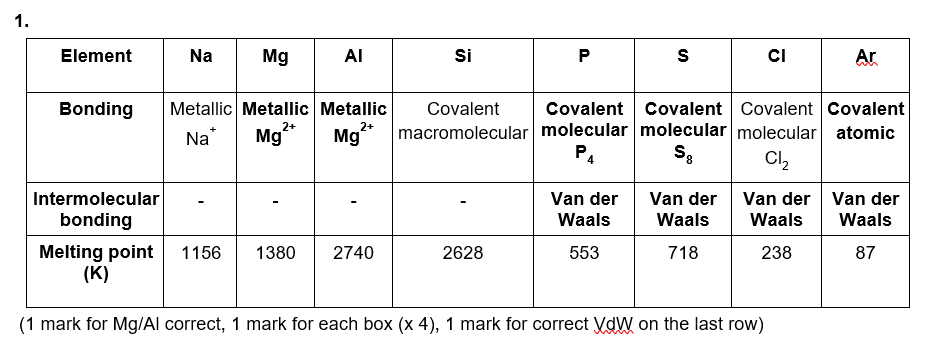 1.
Element Na Mg Al Si P S Cl Ar
Bonding Metallic Na⁺ Metallic Mg²⁺ Metallic Mg²⁺ Covalent macromolecular Covalent molecular P₄ Covalent molecular S₈ Covalent molecular Cl₂ Covalent atomic
Intermolecular bonding - - - - Van der Waals Van der Waals Van der Waals Van der Waals
Melting point (K) 1156 1380 2740 2628 553 718 238 87
(1 mark for Mg/Al correct, 1 mark for each box (x 4), 1 mark for correct VdW on the last row)